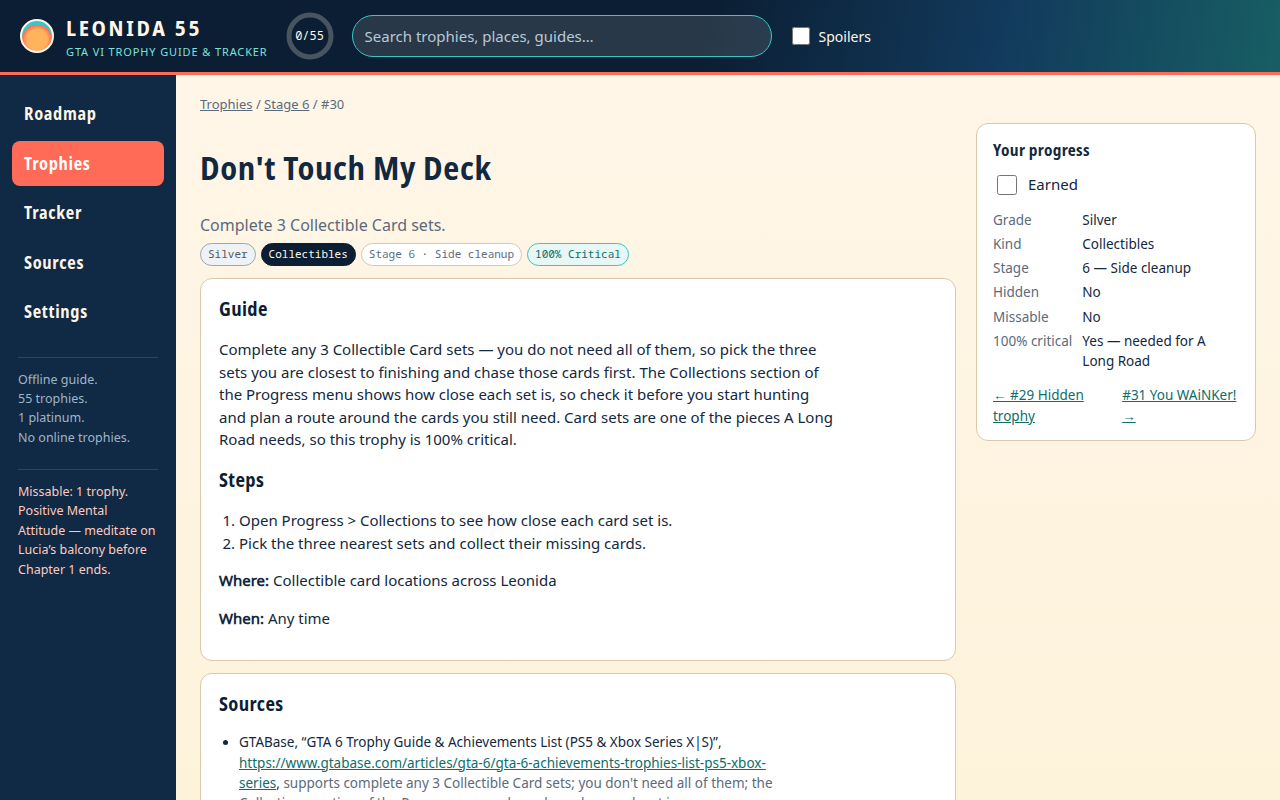 LEONIDA 55
GTA VI TROPHY GUIDE & TRACKER
0/55
Search trophies, places, guides...
Spoilers
Roadmap
Trophies
Tracker
Sources
Settings
Offline guide.
55 trophies.
1 platinum.
No online trophies.
Missable: 1 trophy.
Positive Mental
Attitude — meditate on
Lucia's balcony before
Chapter 1 ends.
Trophies / Stage 6 / #30
Don't Touch My Deck
Complete 3 Collectible Card sets.
Silver
Collectibles
Stage 6 · Side cleanup
100% Critical
Guide
Complete any 3 Collectible Card sets — you do not need all of them, so pick the three
sets you are closest to finishing and chase those cards first. The Collections section of
the Progress menu shows how close each set is, so check it before you start hunting
and plan a route around the cards you still need. Card sets are one of the pieces A Long
Road needs, so this trophy is 100% critical.
Steps
1. Open Progress > Collections to see how close each card set is.
2. Pick the three nearest sets and collect their missing cards.
Where: Collectible card locations across Leonida
When: Any time
Sources
• GTABase, “GTA 6 Trophy Guide & Achievements List (PS5 & Xbox Series X|S)”,
https://www.gtabase.com/articles/gta-6/gta-6-achievements-trophies-list-ps5-xbox-
series, supports complete any 3 Collectible Card sets; you don't need all of them; the
Your progress
Earned
Grade Silver
Kind Collectibles
Stage 6 — Side cleanup
Hidden No
Missable No
100% critical Yes — needed for A
Long Road
← #29 Hidden
trophy
#31 You WAiNKer!
→